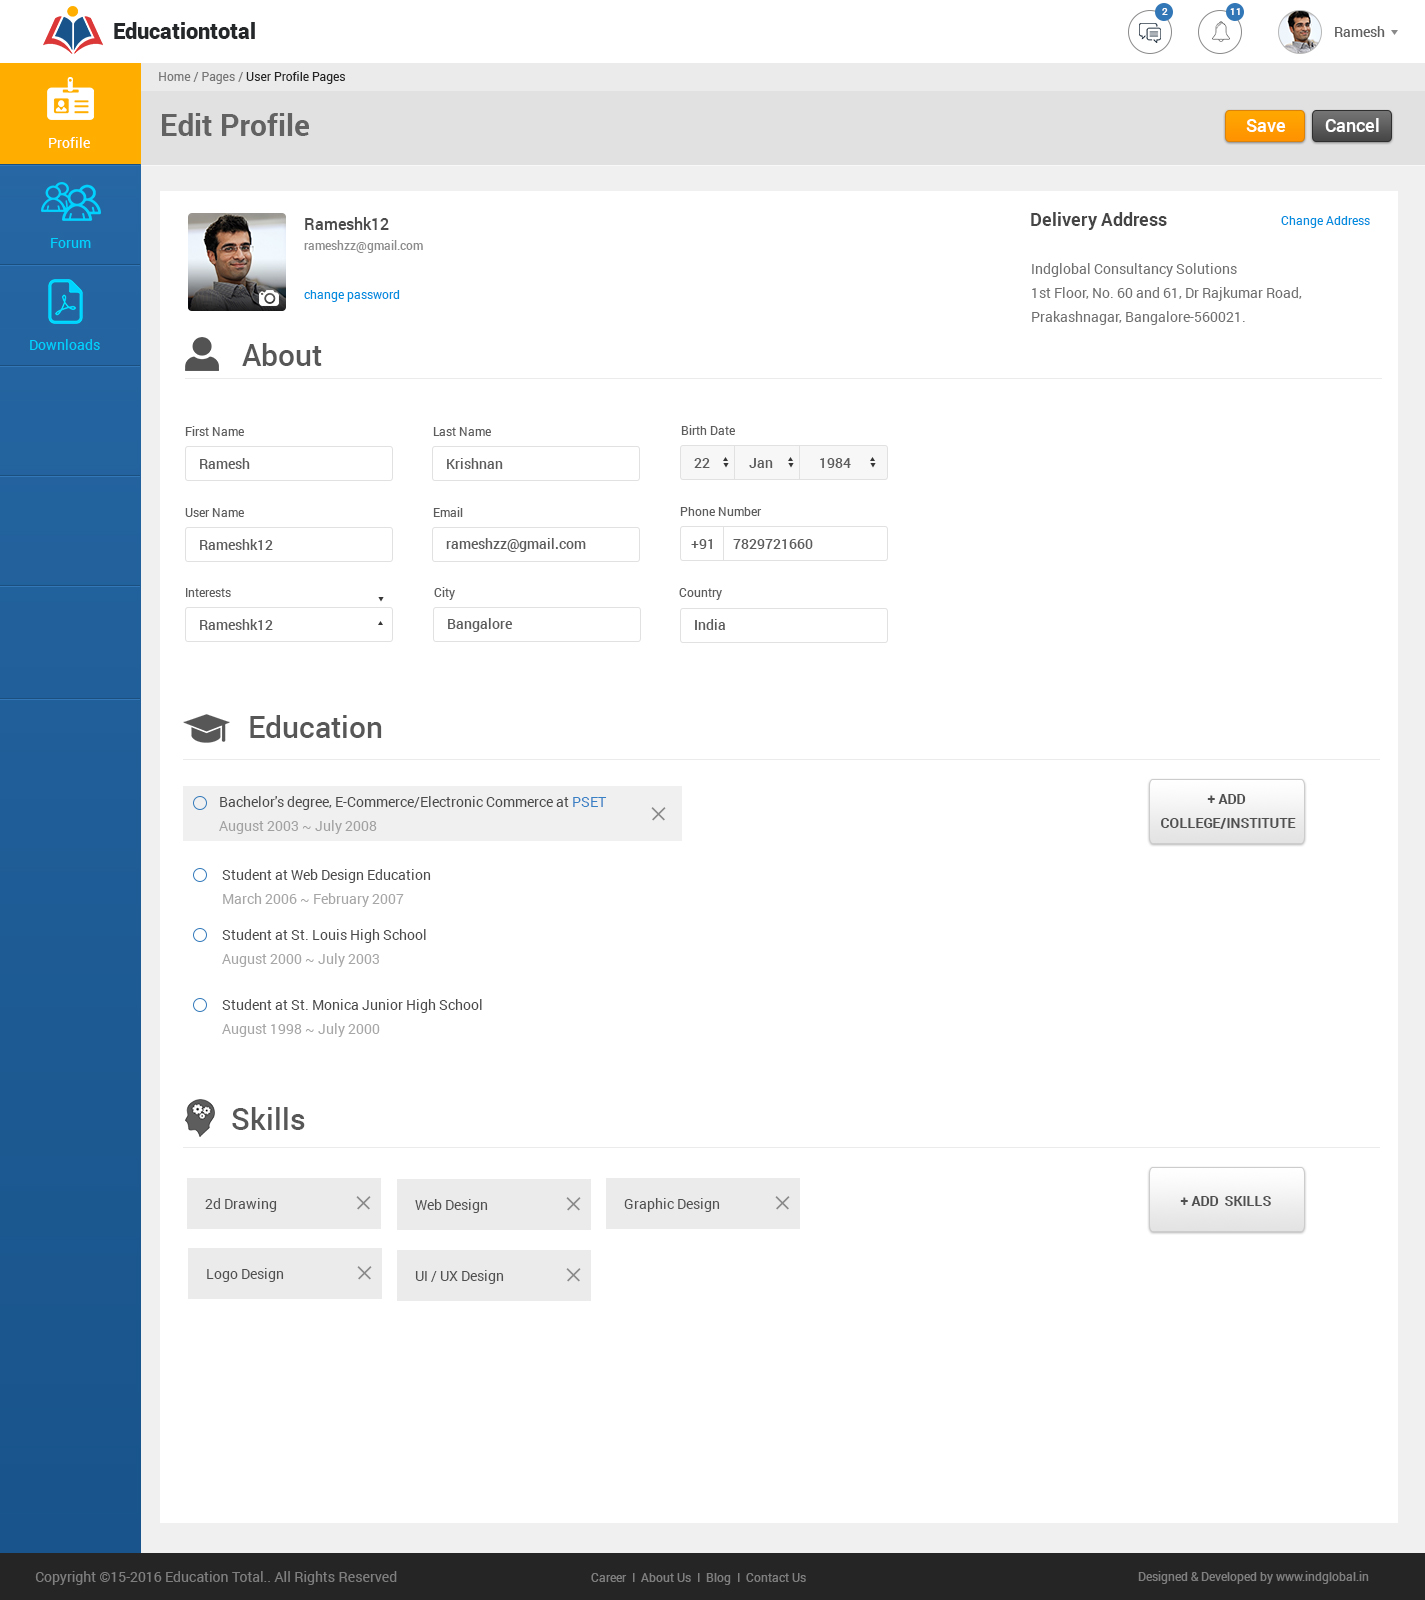 Educationtotal
2
11
Ramesh
Profile
Forum
Downloads
Home / Pages / User Profile Pages
Edit Profile
Save
Cancel
Rameshk12
rameshzz@gmail.com
change password
Delivery Address
Change Address
Indglobal Consultancy Solutions
1st Floor, No. 60 and 61, Dr Rajkumar Road,
Prakashnagar, Bangalore-560021.
About
First Name
Last Name
Birth Date
Ramesh
Krishnan
22
Jan
1984
User Name
Email
Phone Number
Rameshk12
rameshzz@gmail.com
+91
7829721660
Interests
City
Country
Rameshk12
Bangalore
India
Education
Bachelor's degree, E-Commerce/Electronic Commerce at PSET
August 2003 ~ July 2008
+ ADD
COLLEGE/INSTITUTE
Student at Web Design Education
March 2006 ~ February 2007
Student at St. Louis High School
August 2000 ~ July 2003
Student at St. Monica Junior High School
August 1998 ~ July 2000
Skills
2d Drawing
Web Design
Graphic Design
+ ADD SKILLS
Logo Design
UI / UX Design
Copyright ©15-2016 Education Total.. All Rights Reserved
Career I About Us I Blog I Contact Us
Designed & Developed by www.indglobal.in